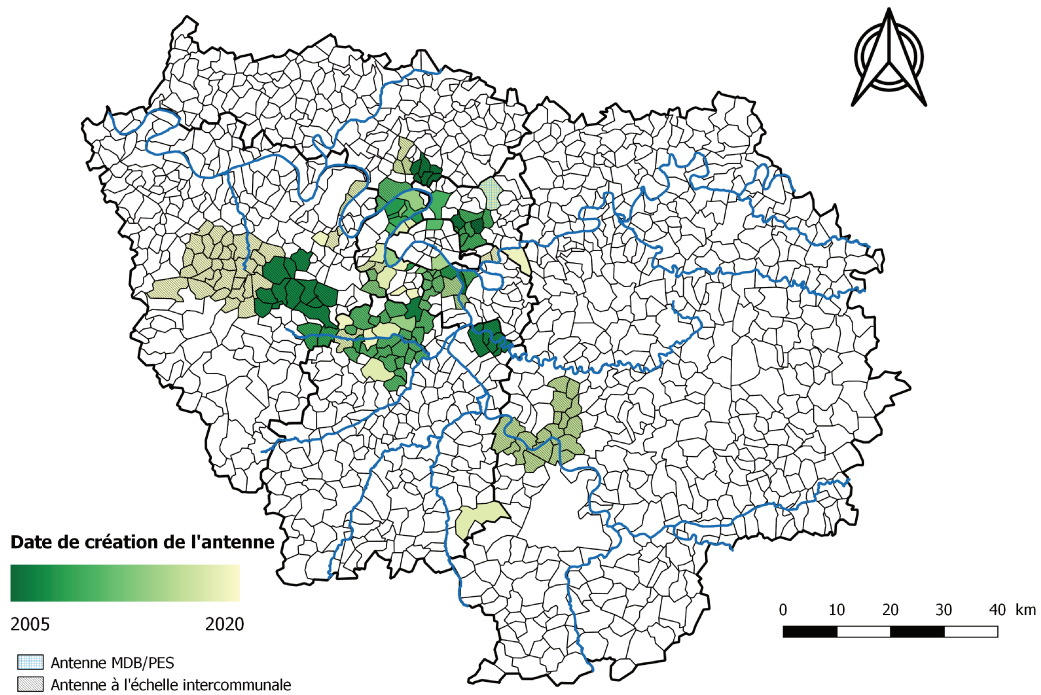 Date de création de l'antenne
2005 2020
Antenne MDB/PES
Antenne à l'échelle intercommunale
0 10 20 30 40 km